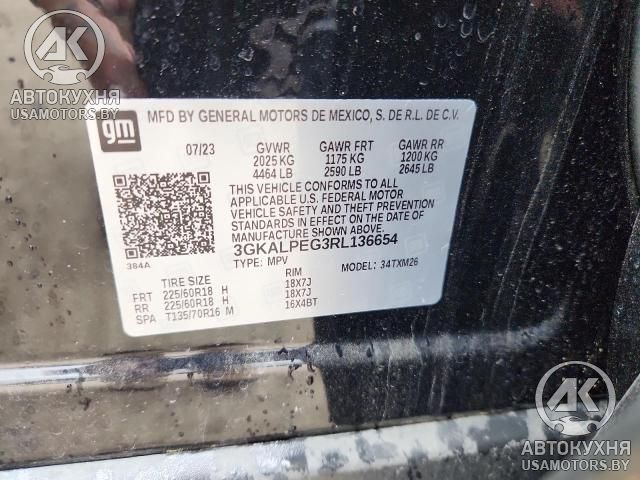 АК
АВТОКУХНЯ
USAMOTORS.BY
gm
MFD BY GENERAL MOTORS DE MEXICO, S. DE R.L. DE C.V.
07/23 GVWR GAWR FRT GAWR RR
2025 KG 1175 KG 1200 KG
4464 LB 2590 LB 2645 LB
THIS VEHICLE CONFORMS TO ALL
APPLICABLE U.S. FEDERAL MOTOR
VEHICLE SAFETY AND THEFT PREVENTION
STANDARDS IN EFFECT ON THE DATE OF
MANUFACTURE SHOWN ABOVE.
3GKALPEG3RL136654
384A
TYPE: MPV MODEL: 34TXM26
TIRE SIZE RIM
FRT 225/60R18 H 18X7J
RR 225/60R18 H 18X7J
SPA T135/70R16 M 16X4BT
АК
АВТОКУХНЯ
USAMOTORS.BY